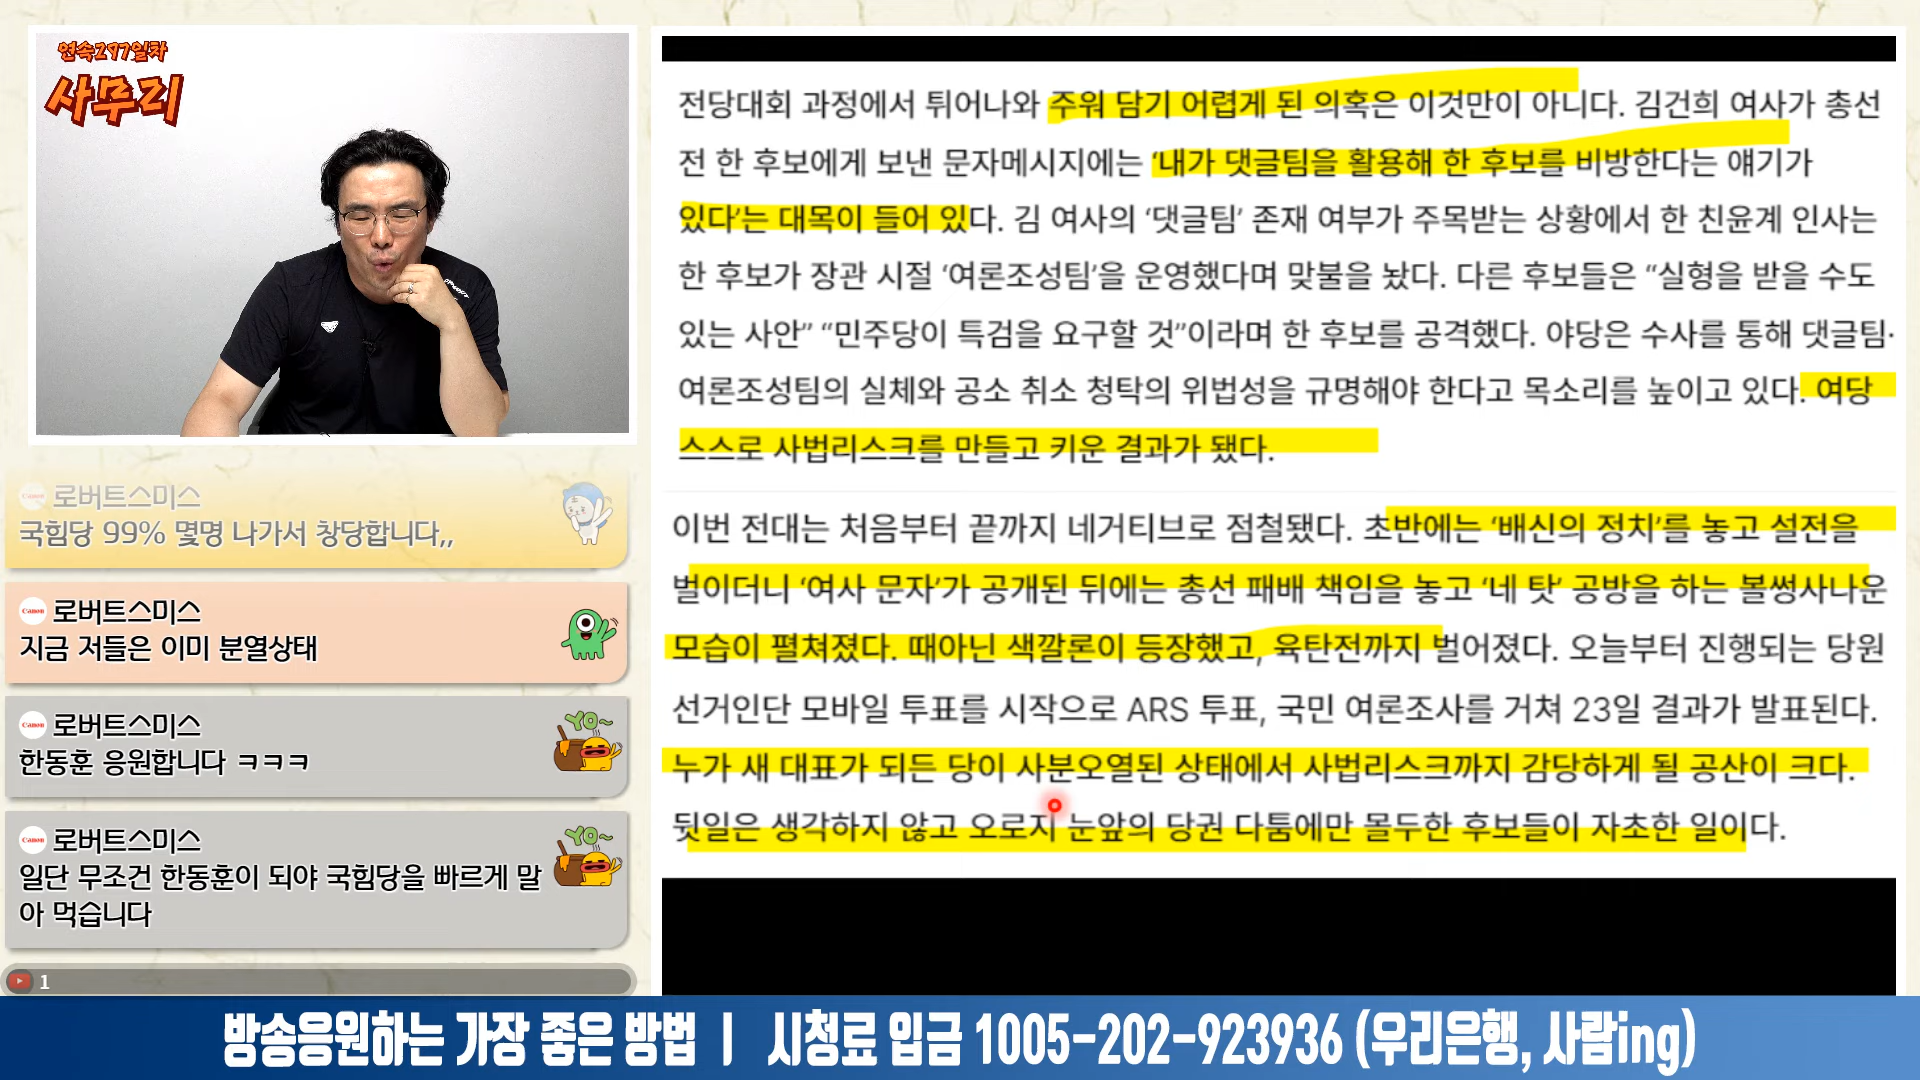 연속297일차
사무리
전당대회 과정에서 튀어나와 주워 담기 어렵게 된 의혹은 이것만이 아니다. 김건희 여사가 총선
전 한 후보에게 보낸 문자메시지에는 ‘내가 댓글팀을 활용해 한 후보를 비방한다는 얘기가
있다’는 대목이 들어 있다. 김 여사의 ‘댓글팀’ 존재 여부가 주목받는 상황에서 한 친윤계 인사는
한 후보가 장관 시절 ‘여론조성팀’을 운영했다며 맞불을 놨다. 다른 후보들은 “실형을 받을 수도
있는 사안” “민주당이 특검을 요구할 것”이라며 한 후보를 공격했다. 야당은 수사를 통해 댓글팀·
여론조성팀의 실체와 공소 취소 청탁의 위법성을 규명해야 한다고 목소리를 높이고 있다. 여당
스스로 사법리스크를 만들고 키운 결과가 됐다.
이번 전대는 처음부터 끝까지 네거티브로 점철됐다. 초반에는 ‘배신의 정치’를 놓고 설전을
벌이더니 ‘여사 문자’가 공개된 뒤에는 총선 패배 책임을 놓고 ‘네 탓’ 공방을 하는 볼썽사나운
모습이 펼쳐졌다. 때아닌 색깔론이 등장했고, 육탄전까지 벌어졌다. 오늘부터 진행되는 당원
선거인단 모바일 투표를 시작으로 ARS 투표, 국민 여론조사를 거쳐 23일 결과가 발표된다.
누가 새 대표가 되든 당이 사분오열된 상태에서 사법리스크까지 감당하게 될 공산이 크다.
뒷일은 생각하지 않고 오로지 눈앞의 당권 다툼에만 몰두한 후보들이 자초한 일이다.
Canon 로버트스미스
국힘당 99% 몇명 나가서 창당합니다,,
Canon 로버트스미스
지금 저들은 이미 분열상태
Canon 로버트스미스
한동훈 응원합니다 ㅋㅋㅋ
YO~
Canon 로버트스미스
일단 무조건 한동훈이 되야 국힘당을 빠르게 말
아 먹습니다
YO~
1
방송응원하는 가장 좋은 방법 ㅣ 시청료 입금 1005-202-923936 (우리은행, 사람ing)